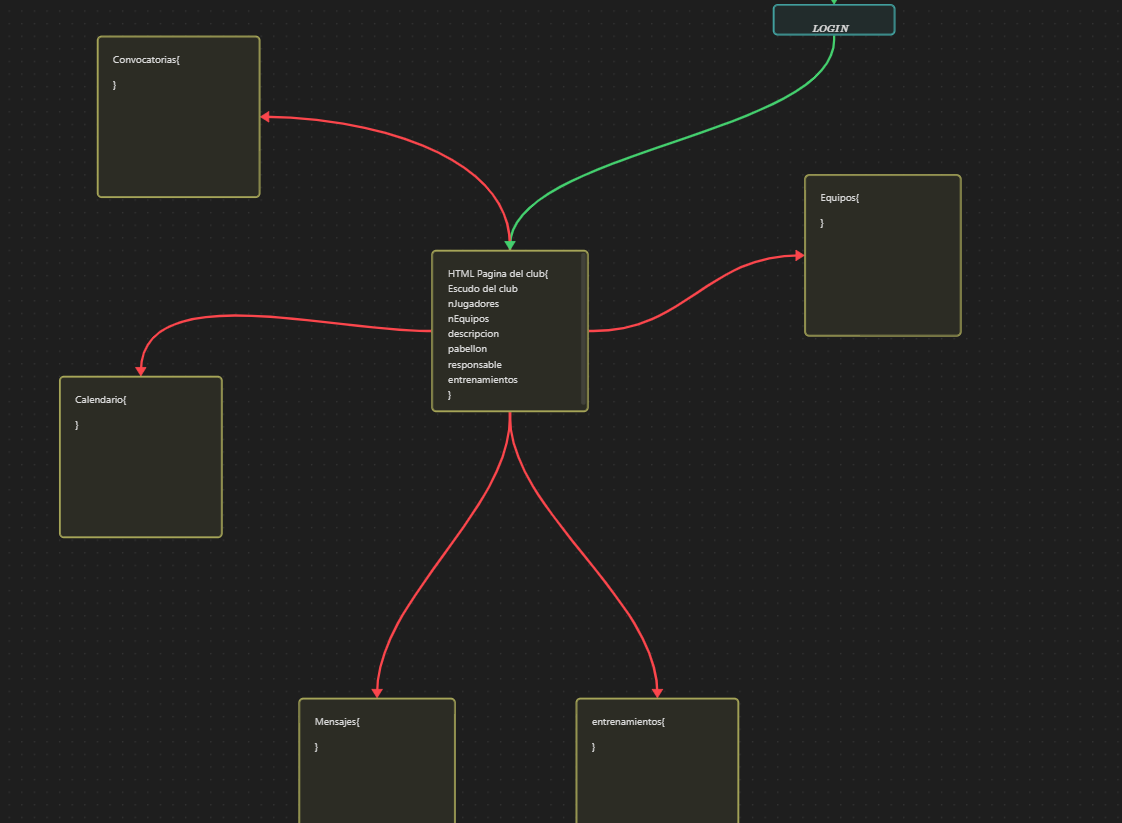 LOGIN
Convocatorias{
}
Equipos{
}
HTML Pagina del club{
Escudo del club
nJugadores
nEquipos
descripcion
pabellon
responsable
entrenamientos
}
Calendario{
}
Mensajes{
}
entrenamientos{
}